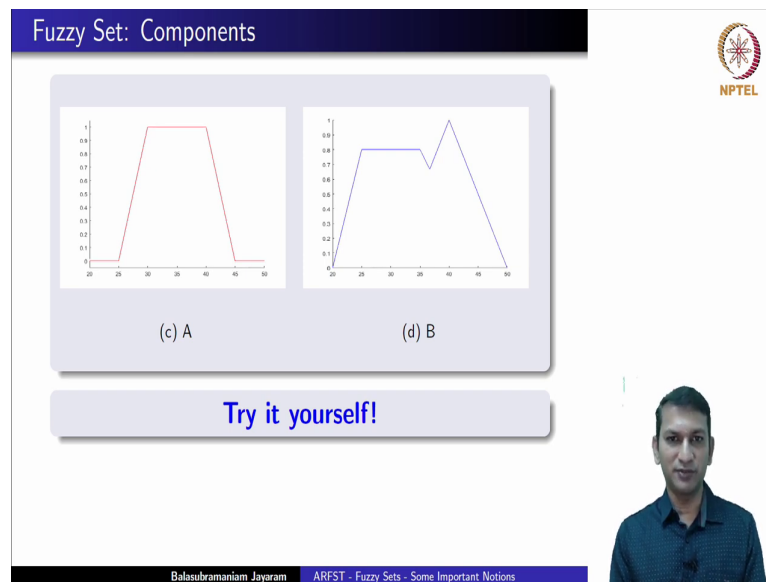 Fuzzy Set: Components
NPTEL
1
0.9
0.8
0.7
0.6
0.5
0.4
0.3
0.2
0.1
0
20 25 30 35 40 45 50
1
0.9
0.8
0.7
0.6
0.5
0.4
0.3
0.2
0.1
0
20 25 30 35 40 45 50
(c) A
(d) B
Try it yourself!
Balasubramaniam Jayaram ARFST - Fuzzy Sets - Some Important Notions